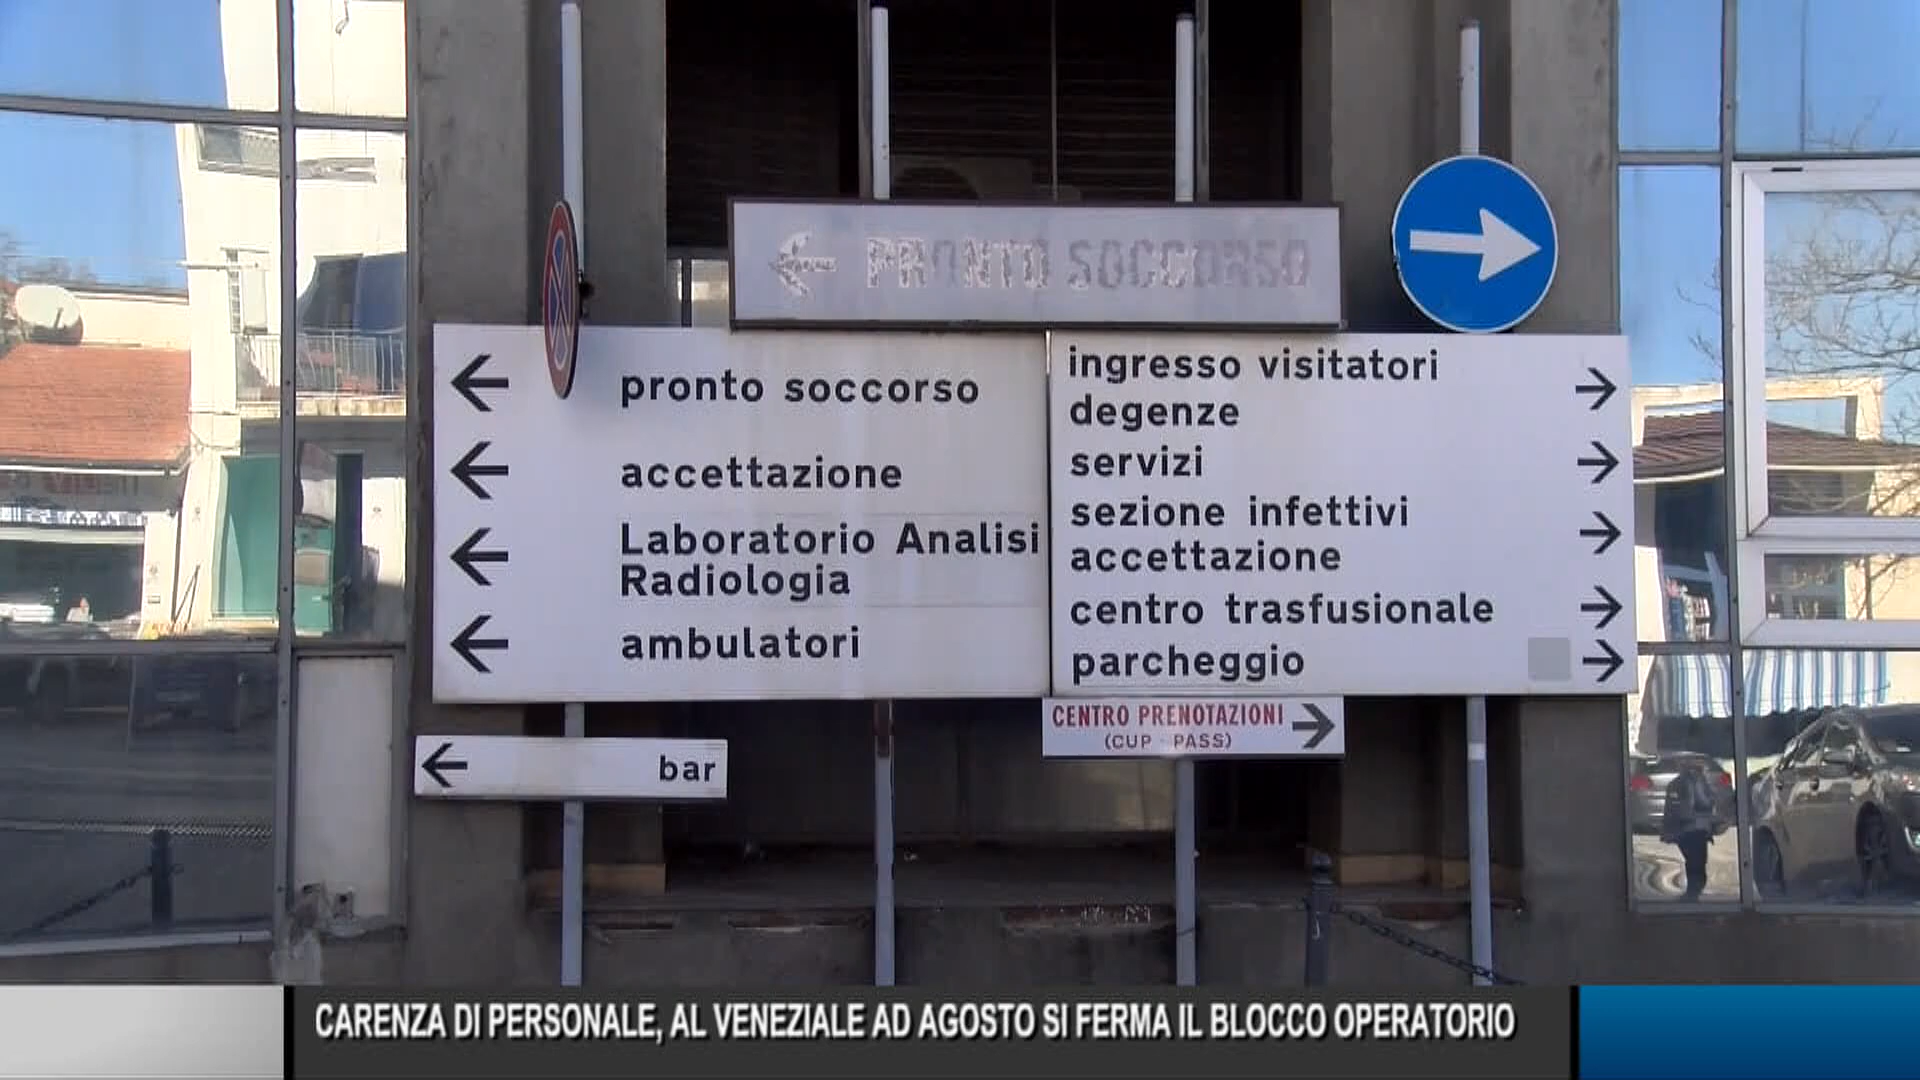 PRONTO SOCCORSO
pronto soccorso
accettazione
Laboratorio Analisi
Radiologia
ambulatori
ingresso visitatori
degenze
servizi
sezione infettivi
accettazione
centro trasfusionale
parcheggio
CENTRO PRENOTAZIONI
(CUP - PASS)
bar
CARENZA DI PERSONALE, AL VENEZIALE AD AGOSTO SI FERMA IL BLOCCO OPERATORIO